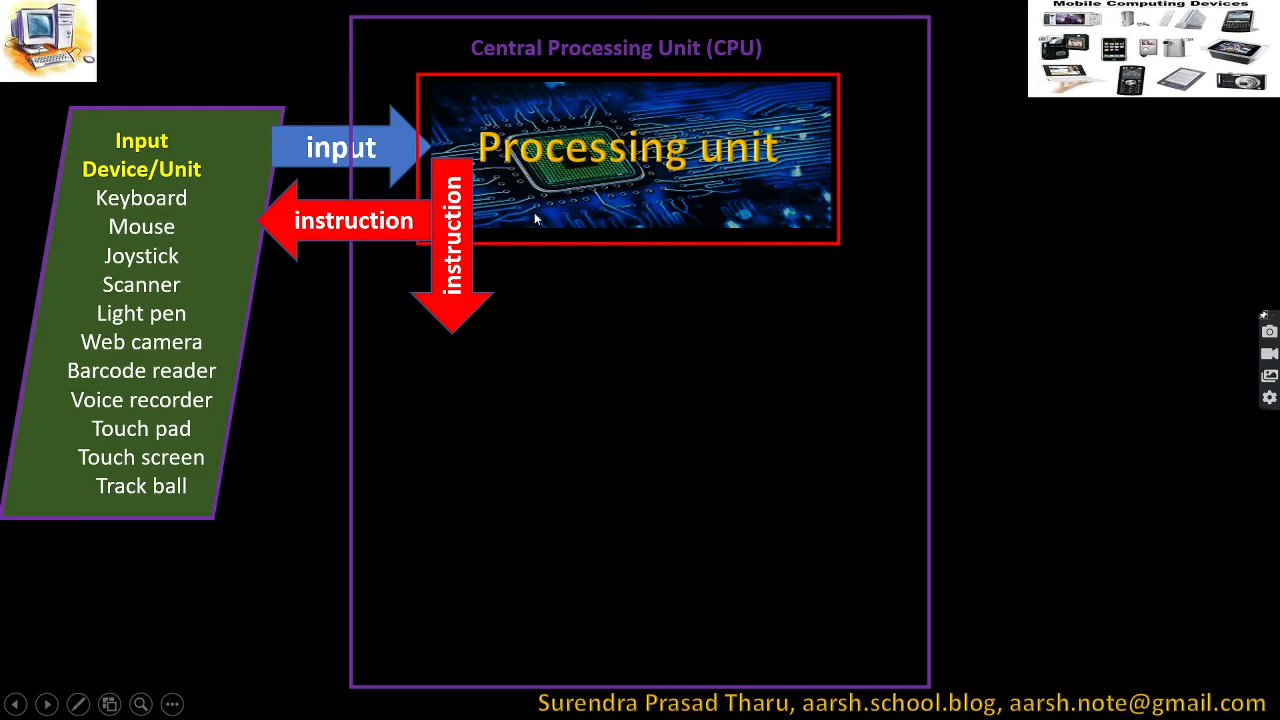 Mobile Computing Devices
Central Processing Unit (CPU)
Input
Device/Unit
Keyboard
Mouse
Joystick
Scanner
Light pen
Web camera
Barcode reader
Voice recorder
Touch pad
Touch screen
Track ball
input
Processing unit
instruction
instruction
Surendra Prasad Tharu, aarsh.school.blog, aarsh.note@gmail.com